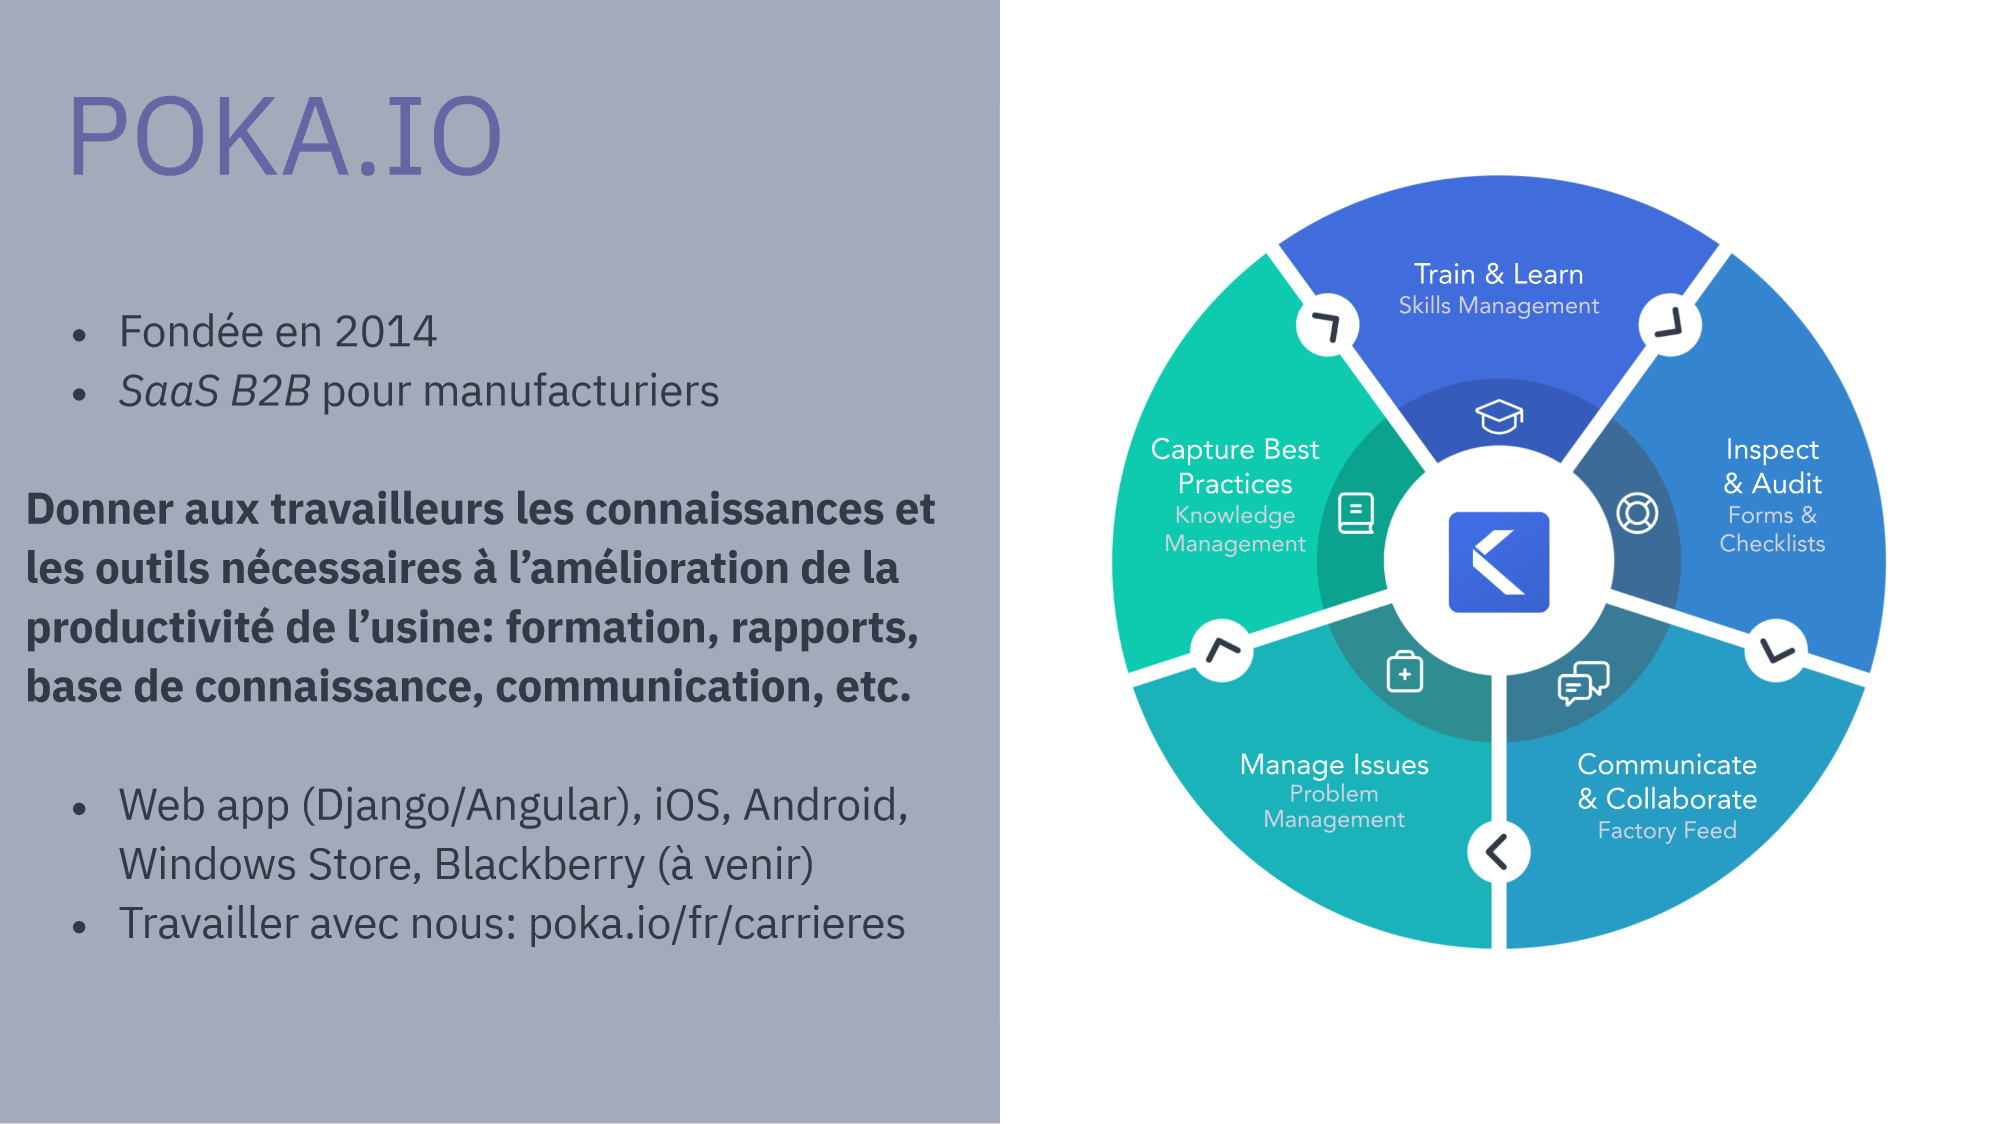 POKA.IO
• Fondée en 2014
• SaaS B2B pour manufacturiers
Donner aux travailleurs les connaissances et
les outils nécessaires à l’amélioration de la
productivité de l’usine: formation, rapports,
base de connaissance, communication, etc.
• Web app (Django/Angular), iOS, Android,
Windows Store, Blackberry (à venir)
• Travailler avec nous: poka.io/fr/carrieres
Train & Learn
Skills Management
Inspect
& Audit
Forms &
Checklists
Communicate
& Collaborate
Factory Feed
Manage Issues
Problem
Management
Capture Best
Practices
Knowledge
Management